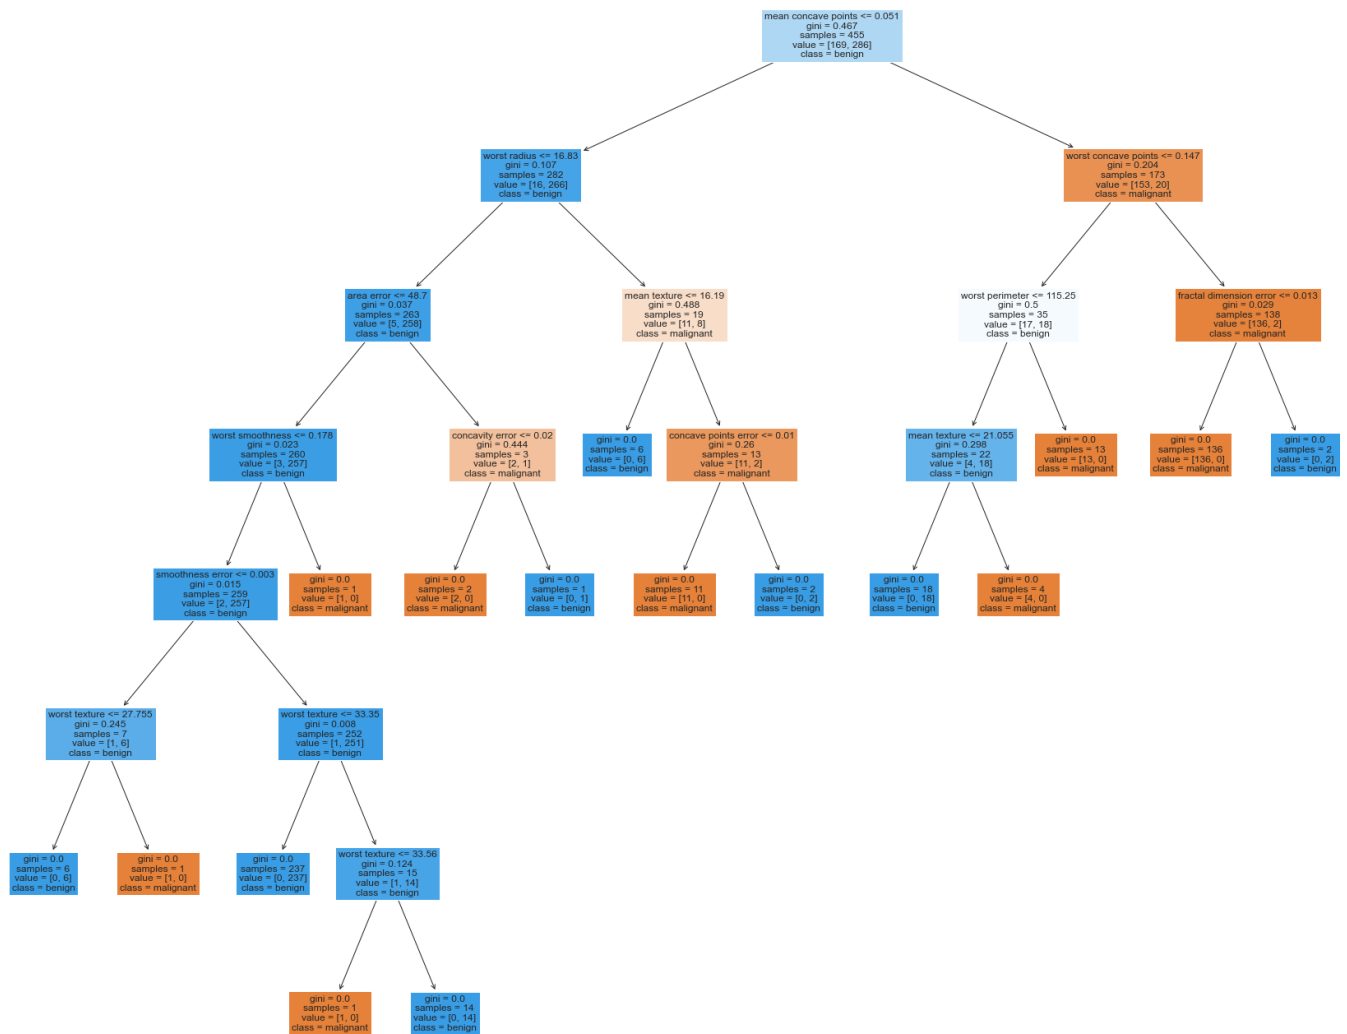 mean concave points <= 0.051
gini = 0.467
samples = 455
value = [169, 286]
class = benign
worst radius <= 16.83
gini = 0.107
samples = 282
value = [16, 266]
class = benign
worst concave points <= 0.147
gini = 0.204
samples = 173
value = [153, 20]
class = malignant
area error <= 48.7
gini = 0.037
samples = 263
value = [5, 258]
class = benign
mean texture <= 16.19
gini = 0.488
samples = 19
value = [11, 8]
class = malignant
worst perimeter <= 115.25
gini = 0.5
samples = 35
value = [17, 18]
class = benign
fractal dimension error <= 0.013
gini = 0.029
samples = 138
value = [136, 2]
class = malignant
worst smoothness <= 0.178
gini = 0.023
samples = 260
value = [3, 257]
class = benign
concavity error <= 0.02
gini = 0.444
samples = 3
value = [2, 1]
class = malignant
gini = 0.0
samples = 6
value = [0, 6]
class = benign
concave points error <= 0.01
gini = 0.26
samples = 13
value = [11, 2]
class = malignant
mean texture <= 21.055
gini = 0.298
samples = 22
value = [4, 18]
class = benign
gini = 0.0
samples = 13
value = [13, 0]
class = malignant
gini = 0.0
samples = 136
value = [136, 0]
class = malignant
gini = 0.0
samples = 2
value = [0, 2]
class = benign
smoothness error <= 0.003
gini = 0.015
samples = 259
value = [2, 257]
class = benign
gini = 0.0
samples = 1
value = [1, 0]
class = malignant
gini = 0.0
samples = 2
value = [2, 0]
class = malignant
gini = 0.0
samples = 1
value = [0, 1]
class = benign
gini = 0.0
samples = 11
value = [11, 0]
class = malignant
gini = 0.0
samples = 2
value = [0, 2]
class = benign
gini = 0.0
samples = 18
value = [0, 18]
class = benign
gini = 0.0
samples = 4
value = [4, 0]
class = malignant
worst texture <= 27.755
gini = 0.245
samples = 7
value = [1, 6]
class = benign
worst texture <= 33.35
gini = 0.008
samples = 252
value = [1, 251]
class = benign
gini = 0.0
samples = 6
value = [0, 6]
class = benign
gini = 0.0
samples = 1
value = [1, 0]
class = malignant
gini = 0.0
samples = 237
value = [0, 237]
class = benign
worst texture <= 33.56
gini = 0.124
samples = 15
value = [1, 14]
class = benign
gini = 0.0
samples = 1
value = [1, 0]
class = malignant
gini = 0.0
samples = 14
value = [0, 14]
class = benign